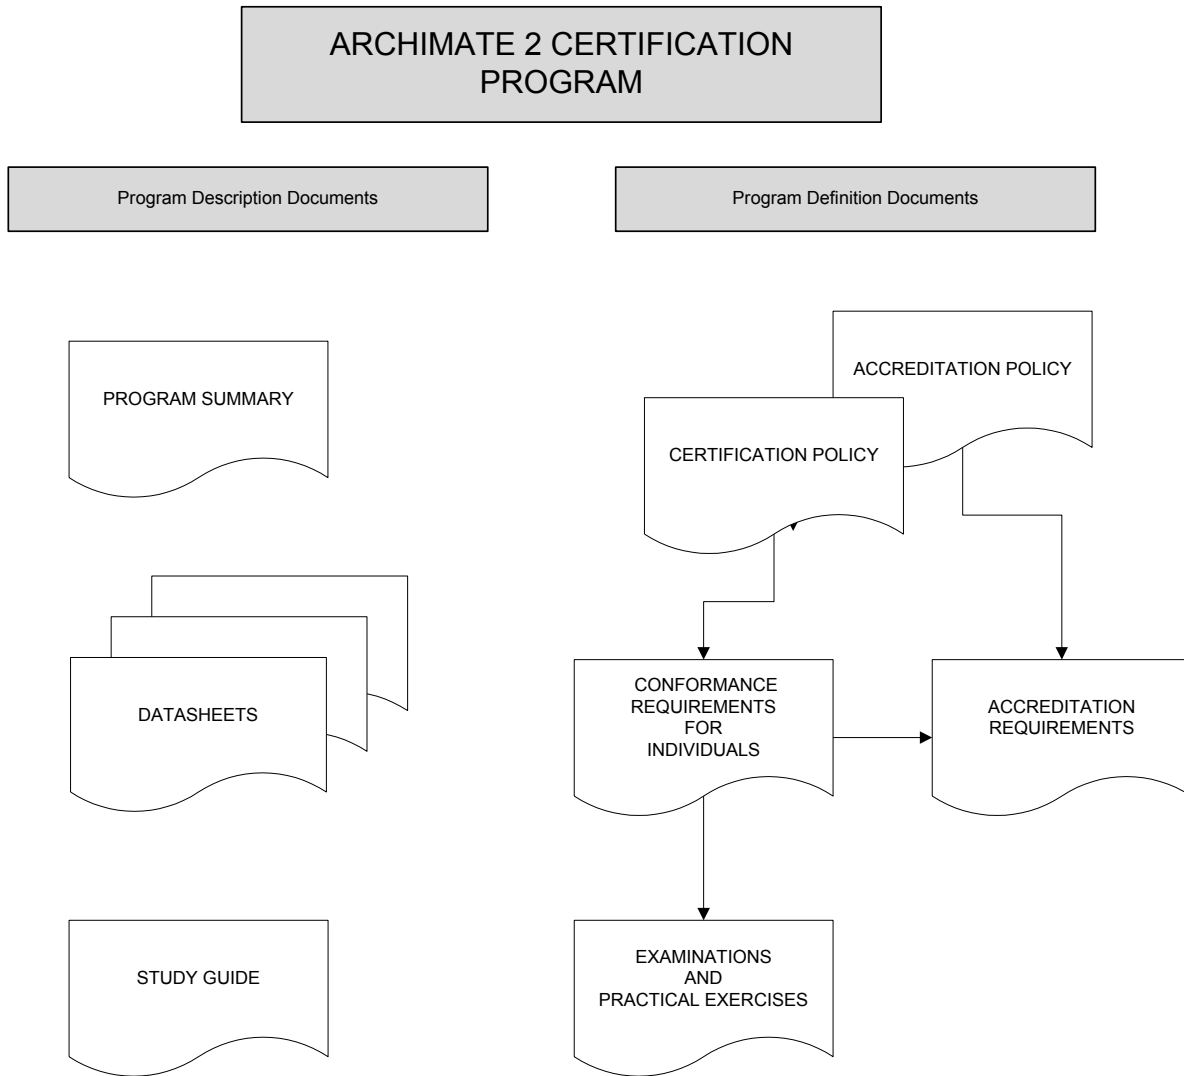 ARCHIMATE 2 CERTIFICATION
PROGRAM
Program Description Documents
Program Definition Documents
PROGRAM SUMMARY
ACCREDITATION POLICY
CERTIFICATION POLICY
DATASHEETS
CONFORMANCE
REQUIREMENTS
FOR
INDIVIDUALS
ACCREDITATION
REQUIREMENTS
STUDY GUIDE
EXAMINATIONS
AND
PRACTICAL EXERCISES